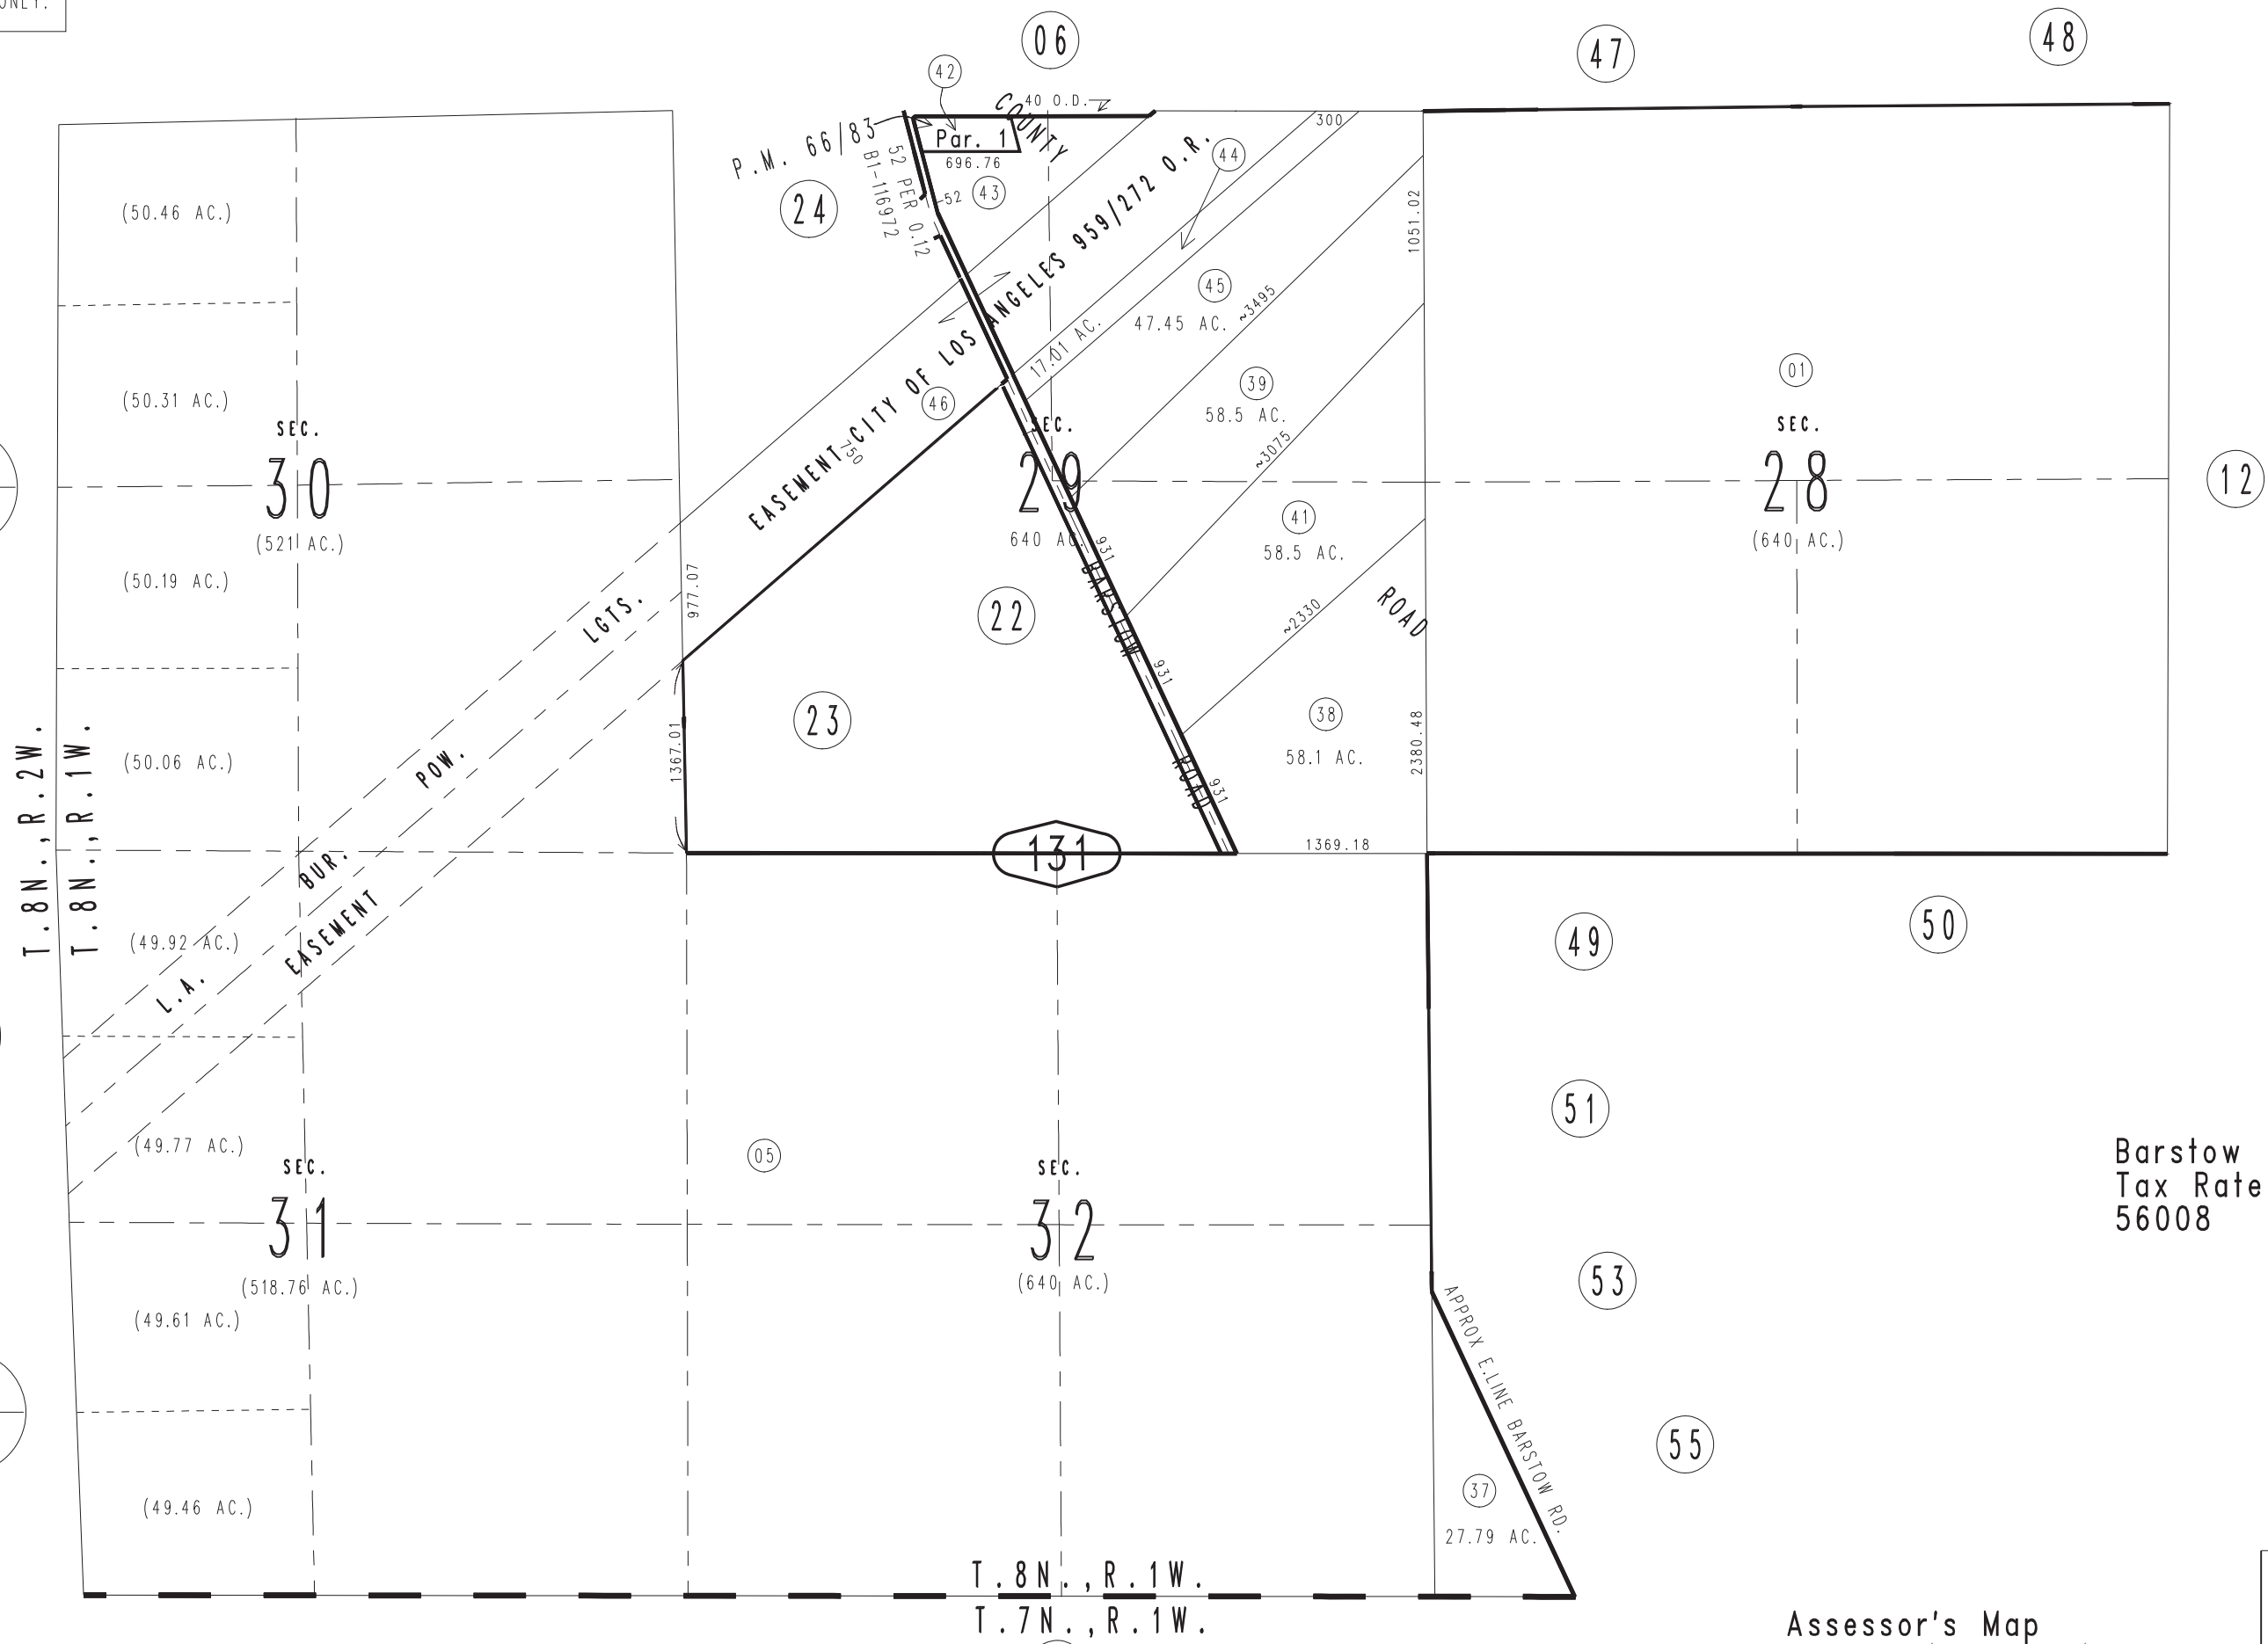 ONLY.
06
47
48
42
40 O.D.
COUNTY
300
P.M. 66/83
Par. 1
696.76
52 PER 0.12
B1-116972
52
43
44
24
(50.46 AC.)
1051.02
EASEMENT-CITY OF LOS ANGELES 959/272 O.R.
45
47.45 AC.
~3495
17.01 AC.
01
39
58.5 AC.
46
750
(50.31 AC.)
SEC.
30
(521 AC.)
SEC.
29
640 AC.
~3075
SEC.
28
(640 AC.)
12
41
58.5 AC.
931
BARSTOW
ROAD
(50.19 AC.)
977.07
LGTS.
22
~2330
ROAD
931
23
38
58.1 AC.
2380.48
1367.01
POW.
(50.06 AC.)
T.8N.,R.2W.
T.8N.,R.1W.
931
131
1369.18
BUR.
(49.92 AC.)
EASEMENT
L.A.
49
50
51
(49.77 AC.)
SEC.
31
(518.76 AC.)
05
SEC.
32
(640 AC.)
Barstow
Tax Rate
56008
53
(49.61 AC.)
APPROX E.LINE BARSTOW RD.
55
37
27.79 AC.
(49.46 AC.)
T.8N.,R.1W.
T.7N.,R.1W.
Assessor's Map